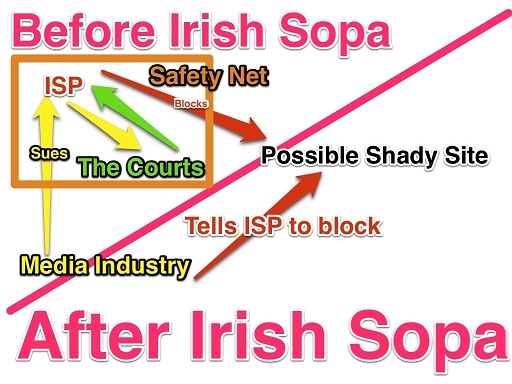 Before Irish Sopa
Safety Net
ISP
Blocks
Sues
The Courts
Possible Shady Site
Tells ISP to block
Media Industry
After Irish Sopa